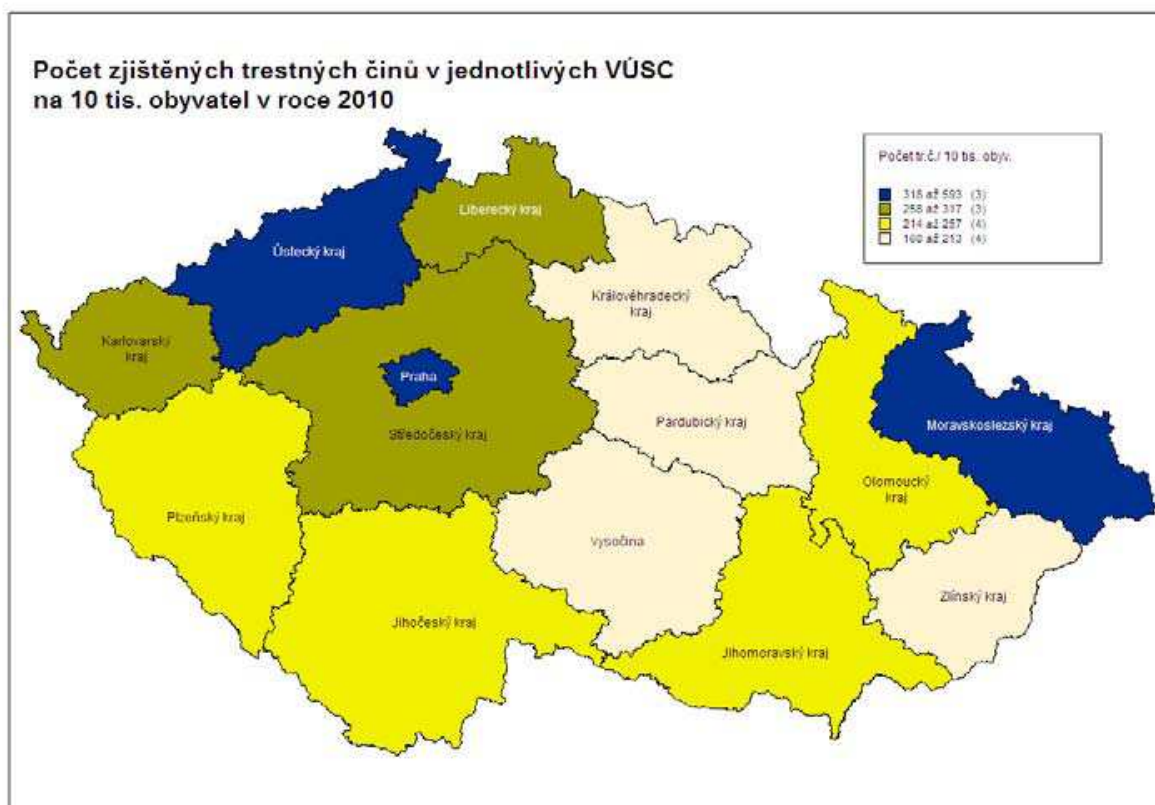 Počet zjištěných trestných činů v jednotlivých VÚSC
na 10 tis. obyvatel v roce 2010
Počet tr.č./ 10 tis. obyv.
318 až 593 (3)
258 až 317 (3)
214 až 257 (4)
160 až 213 (4)
Liberecký kraj
Ústecký kraj
Královéhradecký
kraj
Karlovarský
kraj
Praha
Pardubický kraj
Moravskoslezský kraj
Středočeský kraj
Olomoucký
kraj
Plzeňský kraj
Vysočina
Zlínský kraj
Jihočeský kraj
Jihomoravský kraj